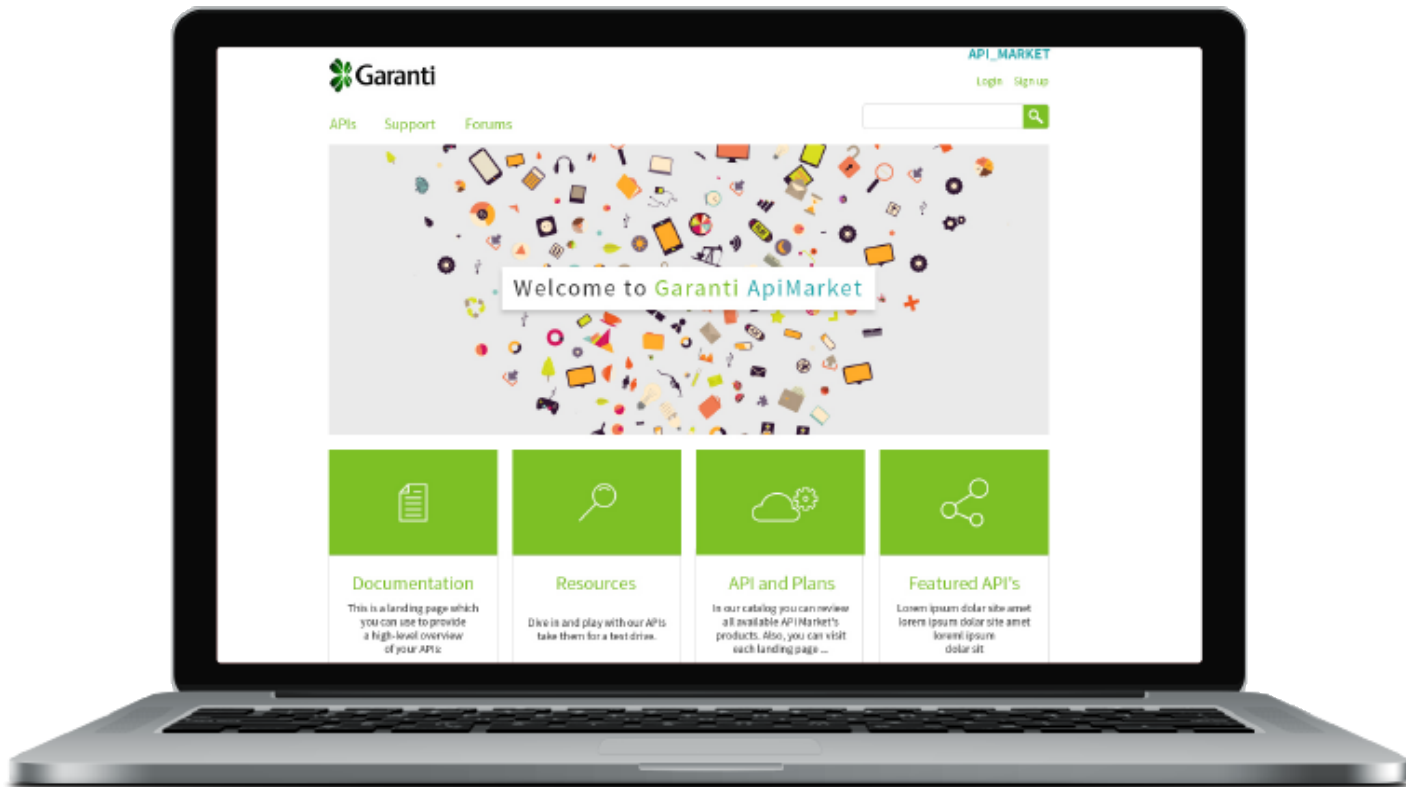 Garanti
API_MARKET
Login Sign up
APIs Support Forums
Welcome to Garanti ApiMarket
Documentation
This is a landing page which
you can use to provide
a high-level overview
of your APIs:
Resources
Dive in and play with our APIs
take them for a test drive.
API and Plans
In our catalog you can review
all available API Market's
products. Also, you can visit
each landing page ...
Featured API's
Lorem ipsum dolar site amet
lorem ipsum dolar site amet
loreml ipsum
dolar sit